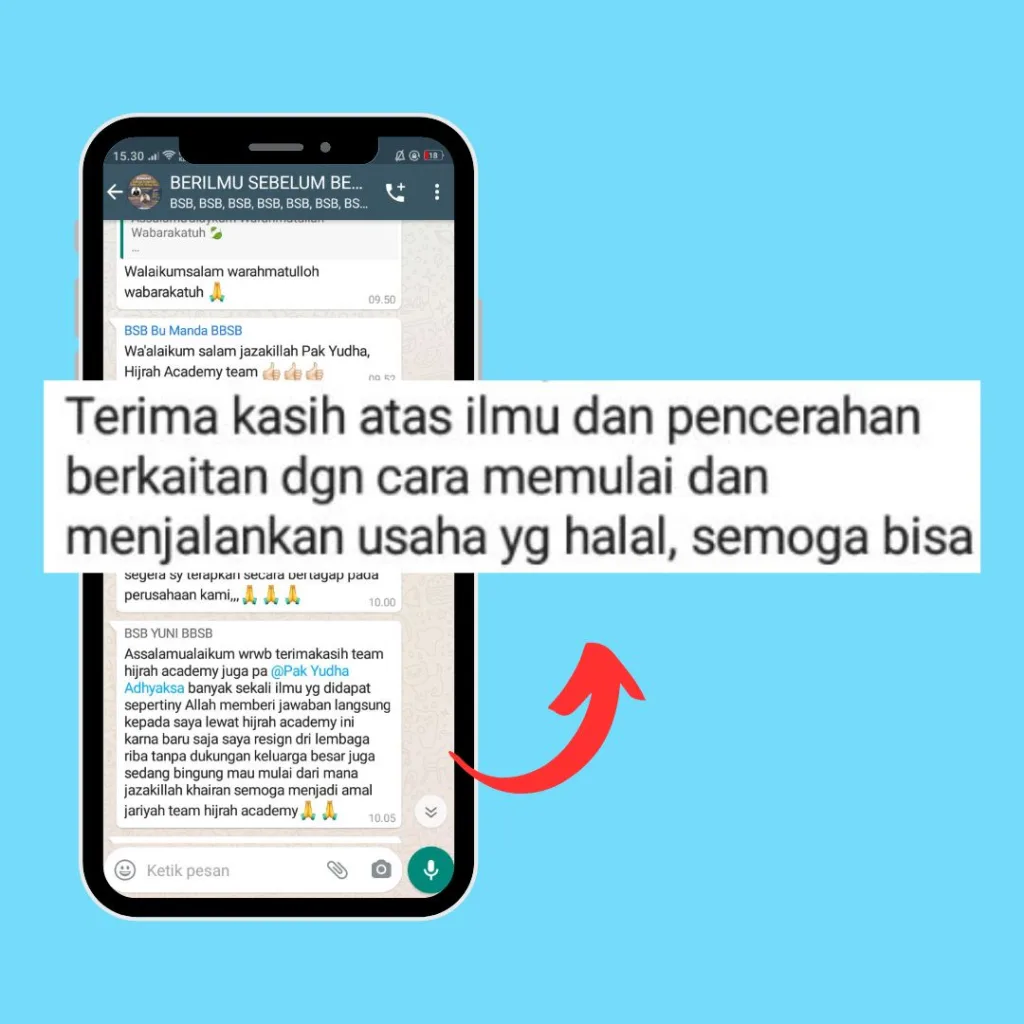 15.30
18
BERILMU SEBELUM BE...
BSB, BSB, BSB, BSB, BSB, BSB, BS...
Wabarakatuh 🍃
...
Walaikumsalam warahmatulloh
wabarakatuh 🙏
09.50
BSB Bu Manda BBSB
Wa'alaikum salam jazakillah Pak Yudha,
Hijrah Academy team 👍🏻👍🏻👍🏻
09.52
Terima kasih atas ilmu dan pencerahan
berkaitan dgn cara memulai dan
menjalankan usaha yg halal, semoga bisa
segera sy terapkan secara bertagap pada
perusahaan kami,,,🙏🙏🙏
10.00
BSB YUNI BBSB
Assalamualaikum wrwb terimakasih team
hijrah academy juga pa @Pak Yudha
Adhyaksa banyak sekali ilmu yg didapat
sepertiny Allah memberi jawaban langsung
kepada saya lewat hijrah academy ini
karna baru saja saya resign dri lembaga
riba tanpa dukungan keluarga besar juga
sedang bingung mau mulai dari mana
jazakillah khairan semoga menjadi amal
jariyah team hijrah academy🙏🙏
10.05
Ketik pesan